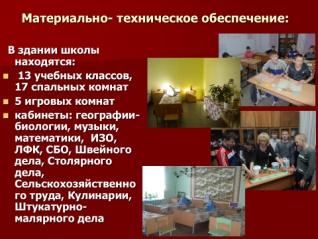 Материально- техническое обеспечение:
В здании школы
находятся:
13 учебных классов,
17 спальных комнат
5 игровых комнат
кабинеты: географии-
биологии, музыки,
математики, ИЗО,
ЛФК, СБО, Швейного
дела, Столярного
дела,
Сельскохозяйственно
го труда, Кулинарии,
Штукатурно-
малярного дела